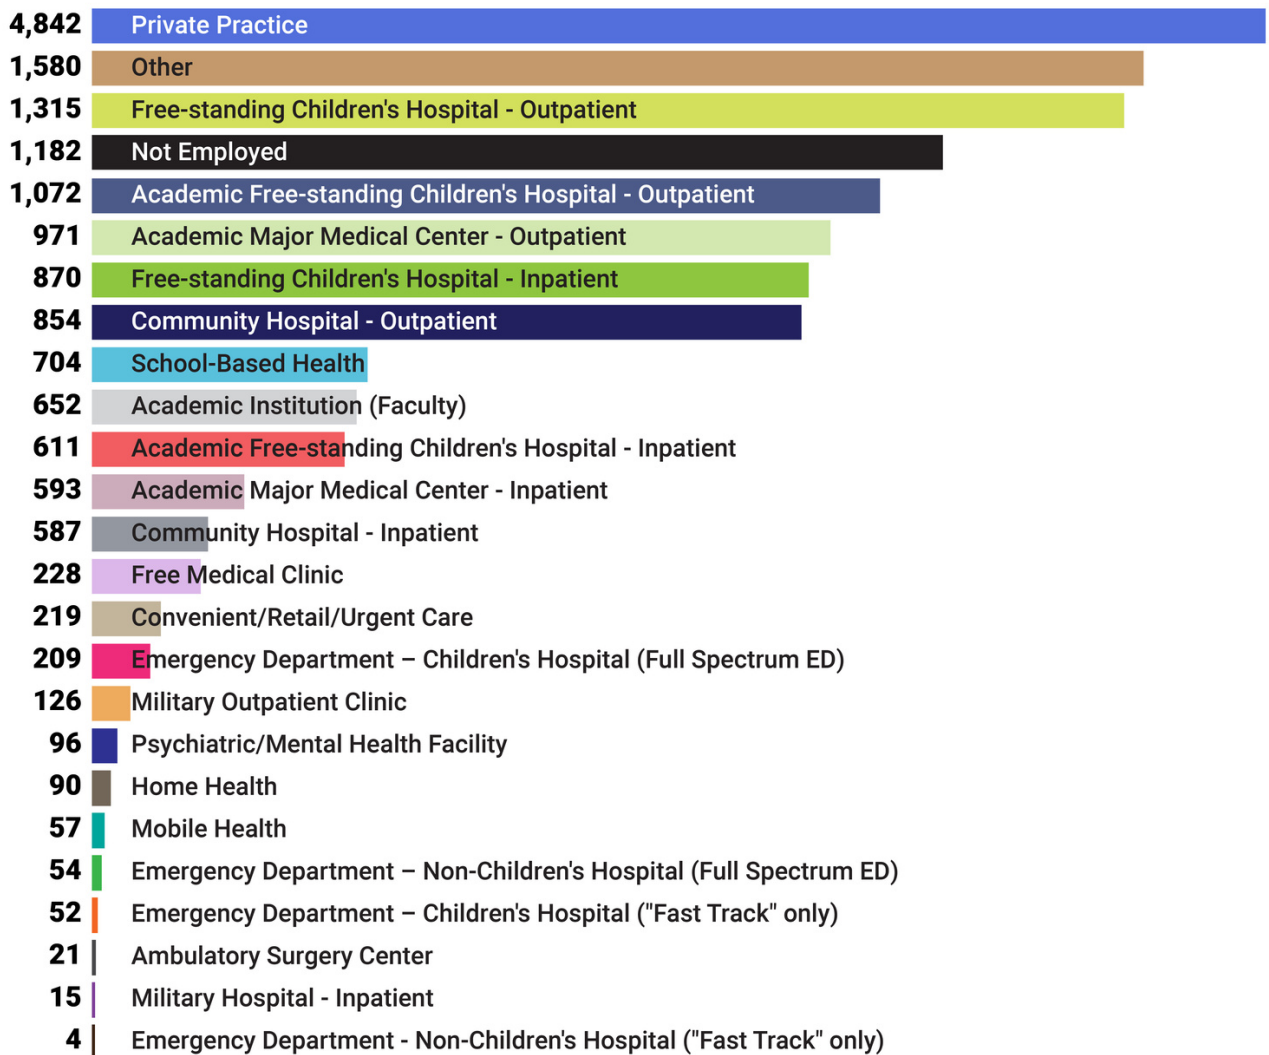 4,842 Private Practice
1,580 Other
1,315 Free-standing Children's Hospital - Outpatient
1,182 Not Employed
1,072 Academic Free-standing Children's Hospital - Outpatient
971 Academic Major Medical Center - Outpatient
870 Free-standing Children's Hospital - Inpatient
854 Community Hospital - Outpatient
704 School-Based Health
652 Academic Institution (Faculty)
611 Academic Free-standing Children's Hospital - Inpatient
593 Academic Major Medical Center - Inpatient
587 Community Hospital - Inpatient
228 Free Medical Clinic
219 Convenient/Retail/Urgent Care
209 Emergency Department – Children's Hospital (Full Spectrum ED)
126 Military Outpatient Clinic
96 Psychiatric/Mental Health Facility
90 Home Health
57 Mobile Health
54 Emergency Department – Non-Children's Hospital (Full Spectrum ED)
52 Emergency Department – Children's Hospital ("Fast Track" only)
21 Ambulatory Surgery Center
15 Military Hospital - Inpatient
4 Emergency Department - Non-Children's Hospital ("Fast Track" only)